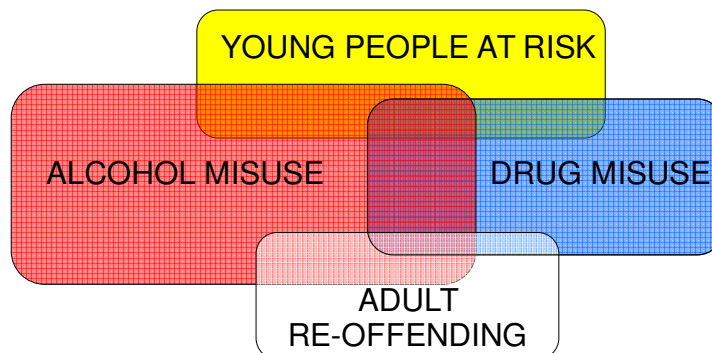 YOUNG PEOPLE AT RISK
ALCOHOL MISUSE
DRUG MISUSE
ADULT
RE-OFFENDING